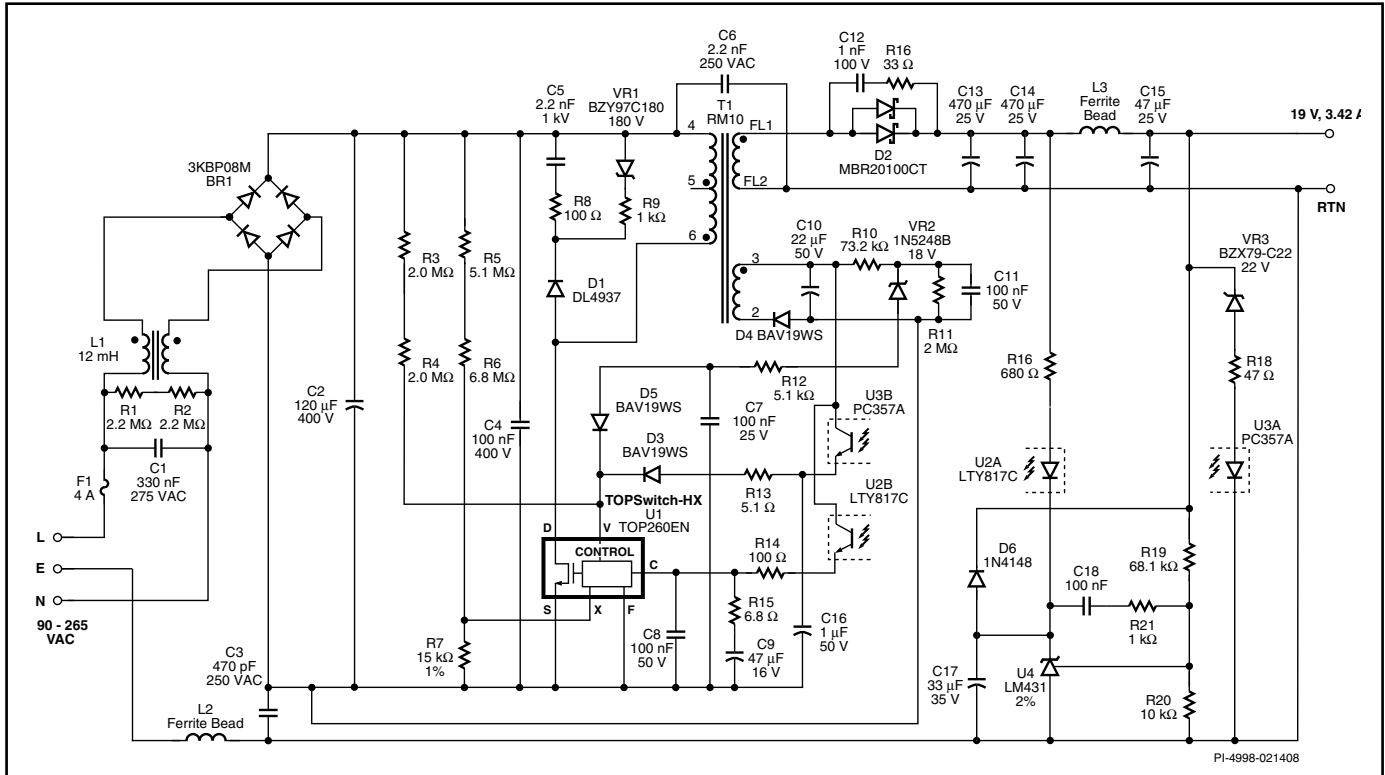 C6
2.2 nF
250 VAC
C12
1 nF
100 V
R16
33 Ω
C5
2.2 nF
1 kV
VR1
BZY97C180
180 V
T1
RM10
4
FL1
5
FL2
6
D2
MBR20100CT
C13
470 μF
25 V
C14
470 μF
25 V
L3
Ferrite
Bead
C15
47 μF
25 V
19 V, 3.42 A
RTN
3KBP08M
BR1
R8
100 Ω
R9
1 kΩ
R3
2.0 MΩ
R5
5.1 MΩ
D1
DL4937
C10
22 μF
50 V
R10
73.2 kΩ
VR2
1N5248B
18 V
3
2
D4 BAV19WS
R11
2 MΩ
C11
100 nF
50 V
VR3
BZX79-C22
22 V
L1
12 mH
R1
2.2 MΩ
R2
2.2 MΩ
C1
330 nF
275 VAC
F1
4 A
L
E
N
90 - 265
VAC
C2
120 μF
400 V
R4
2.0 MΩ
R6
6.8 MΩ
C4
100 nF
400 V
D5
BAV19WS
D3
BAV19WS
C7
100 nF
25 V
R12
5.1 kΩ
R13
5.1 Ω
U3B
PC357A
U2B
LTY817C
R16
680 Ω
R18
47 Ω
U3A
PC357A
U2A
LTY817C
TOPSwitch-HX
U1
TOP260EN
D
V
CONTROL
C
S
X
F
R14
100 Ω
R15
6.8 Ω
C8
100 nF
50 V
C9
47 μF
16 V
C16
1 μF
50 V
R7
15 kΩ
1%
C3
470 pF
250 VAC
L2
Ferrite Bead
D6
1N4148
C18
100 nF
R19
68.1 kΩ
R21
1 kΩ
C17
33 μF
35 V
U4
LM431
2%
R20
10 kΩ
PI-4998-021408